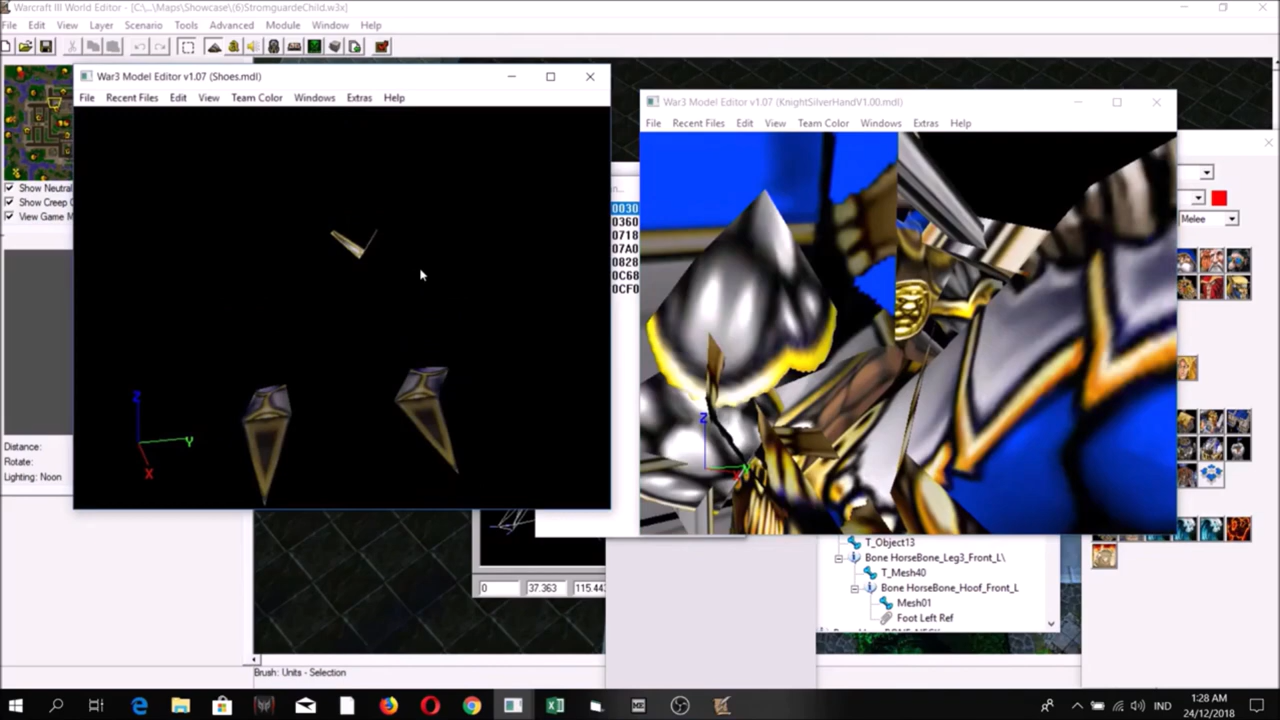 Warcraft III World Editor - [C:\...\Maps\Showcase\(6)StromguardeChild.w3x]
File Edit View Layer Scenario Tools Advanced Module Window Help
War3 Model Editor v1.07 (Shoes.mdl)
File Recent Files Edit View Team Color Windows Extras Help
War3 Model Editor v1.07 (KnightSilverHandV1.00.mdl)
File Recent Files Edit View Team Color Windows Extras Help
Show Neutral
Show Creep
View Game
Melee
0030
0360
0718
07A0
0828
0C68
0CF0
Z
Y
X
Z
Y
X
Distance:
Rotate:
Lighting: Noon
T_Object13
Bone HorseBone_Leg3_Front_L\
T_Mesh40
Bone HorseBone_Hoof_Front_L
Mesh01
Foot Left Ref
0 37.363 115.443
Brush: Units - Selection
IND
1:28 AM
24/12/2018